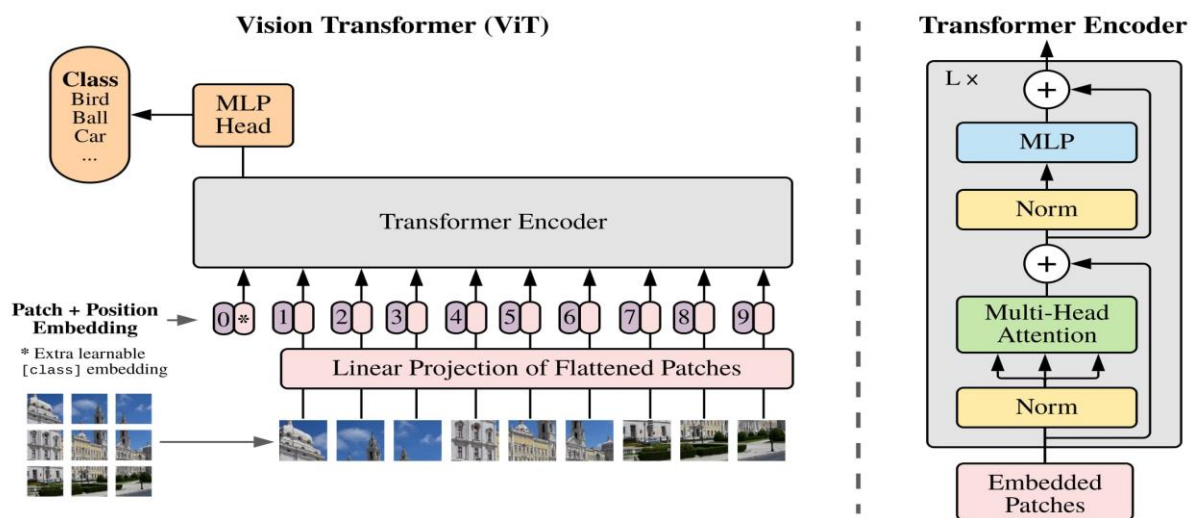 Vision Transformer (ViT)
Class
Bird
Ball
Car
...
MLP
Head
Transformer Encoder
Patch + Position
Embedding
0 * 1 2 3 4 5 6 7 8 9
* Extra learnable
[class] embedding
Linear Projection of Flattened Patches
Transformer Encoder
L ×
+
MLP
Norm
+
Multi-Head
Attention
Norm
Embedded
Patches